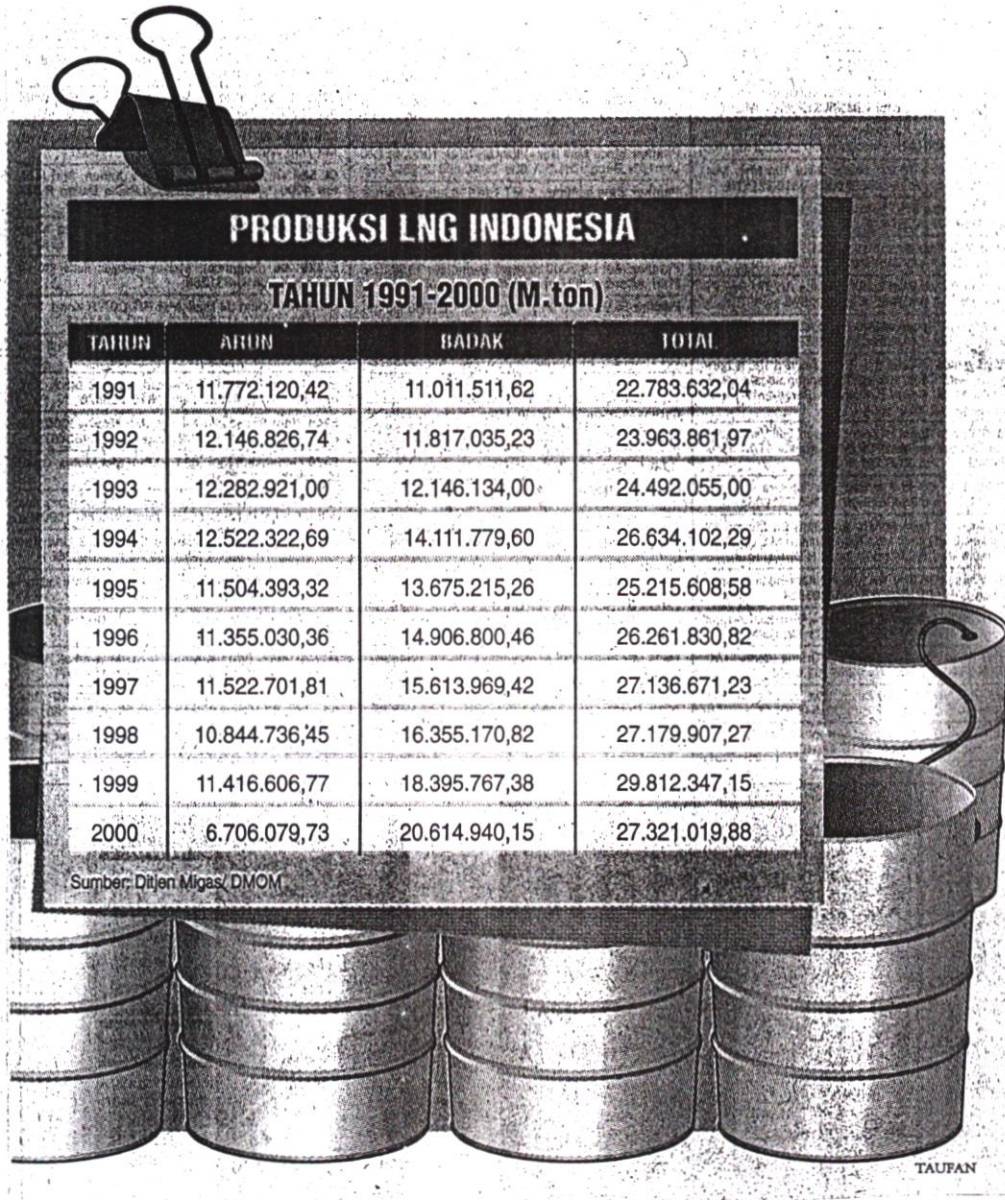 PRODUKSI LNG INDONESIA
TAHUN 1991-2000 (M.ton)
TAHUN ARUN BADAK TOTAL
1991 11.772.120,42 11.011.511,62 22.783.632,04
1992 12.146.826,74 11.817.035,23 23.963.861,97
1993 12.282.921,00 12.146.134,00 24.492.055,00
1994 12.522.322,69 14.111.779,60 26.634.102,29
1995 11.504.393,32 13.675.215,26 25.215.608,58
1996 11.355.030,36 14.906.800,46 26.261.830,82
1997 11.522.701,81 15.613.969,42 27.136.671,23
1998 10.844.736,45 16.355.170,82 27.179.907,27
1999 11.416.606,77 18.395.767,38 29.812.347,15
2000 6.706.079,73 20.614.940,15 27.321.019,88
Sumber: Ditjen Migas/ DMOM
TAUFAN